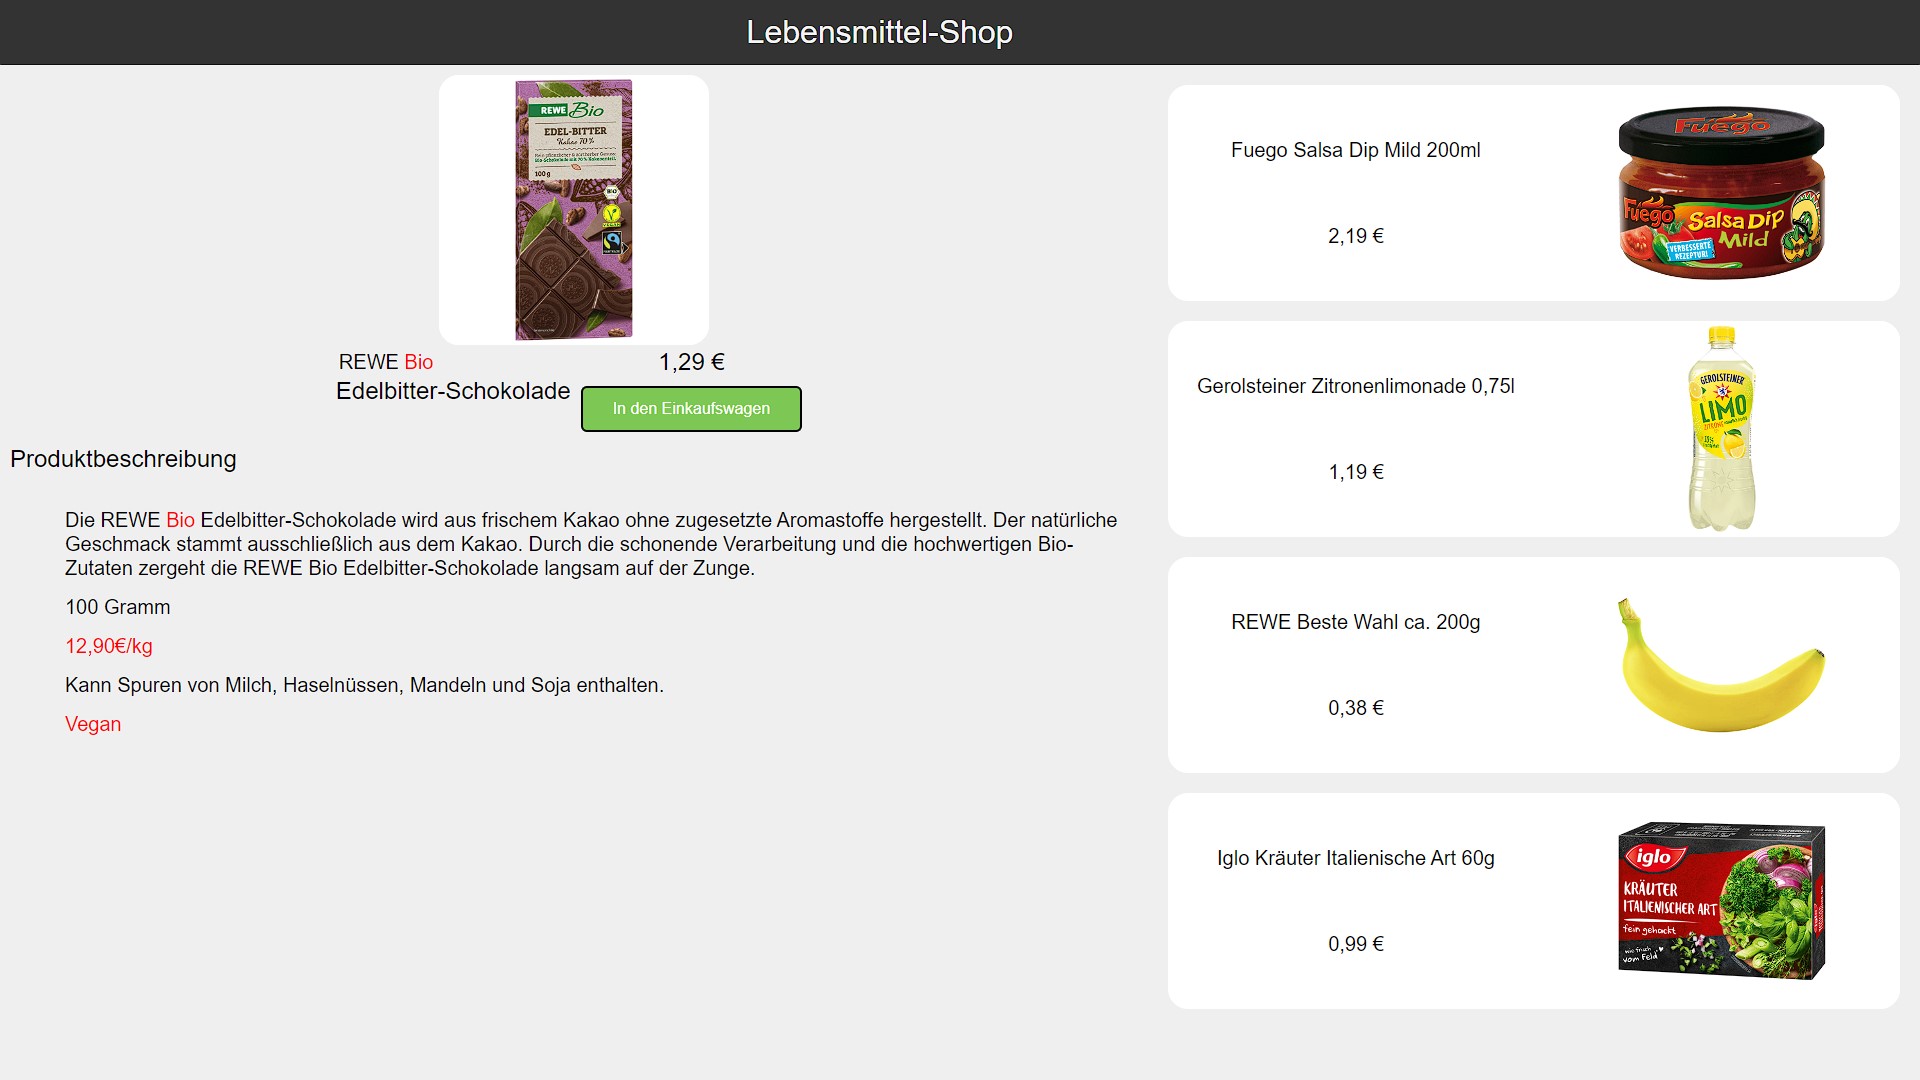 Lebensmittel-Shop
REWE Bio
EDEL-BITTER
Kakao 70%
100 g
BIO
VEGAN
REWE Bio
Edelbitter-Schokolade
1,29 €
In den Einkaufswagen
Produktbeschreibung
Die REWE Bio Edelbitter-Schokolade wird aus frischem Kakao ohne zugesetzte Aromastoffe hergestellt. Der natürliche
Geschmack stammt ausschließlich aus dem Kakao. Durch die schonende Verarbeitung und die hochwertigen Bio-
Zutaten zergeht die REWE Bio Edelbitter-Schokolade langsam auf der Zunge.
100 Gramm
12,90€/kg
Kann Spuren von Milch, Haselnüssen, Mandeln und Soja enthalten.
Vegan
Fuego Salsa Dip Mild 200ml
2,19 €
Fuego
Fuego
Salsa Dip
Mild
VERBESSERTE
REZEPTUR!
Gerolsteiner Zitronenlimonade 0,75l
1,19 €
GEROLSTEINER
LIMO
ZITRONE
REWE Beste Wahl ca. 200g
0,38 €
Iglo Kräuter Italienische Art 60g
0,99 €
iglo
KRÄUTER
ITALIENISCHER ART
fein gehackt
wie frisch
vom Feld